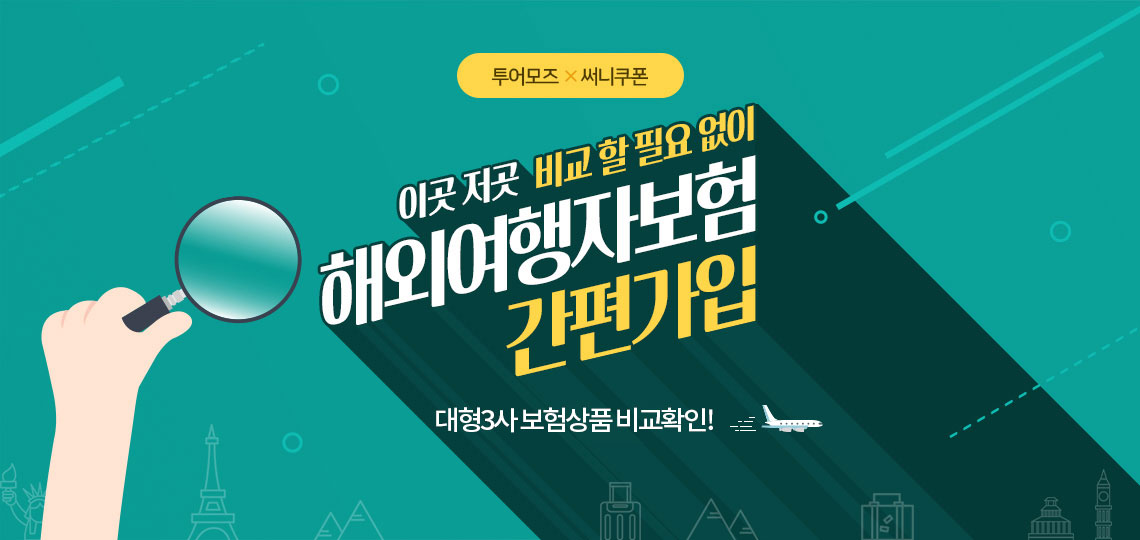 투어모즈 × 써니쿠폰
이곳 저곳 비교 할 필요 없이
해외여행자보험
간편가입
대형3사 보험상품 비교확인!